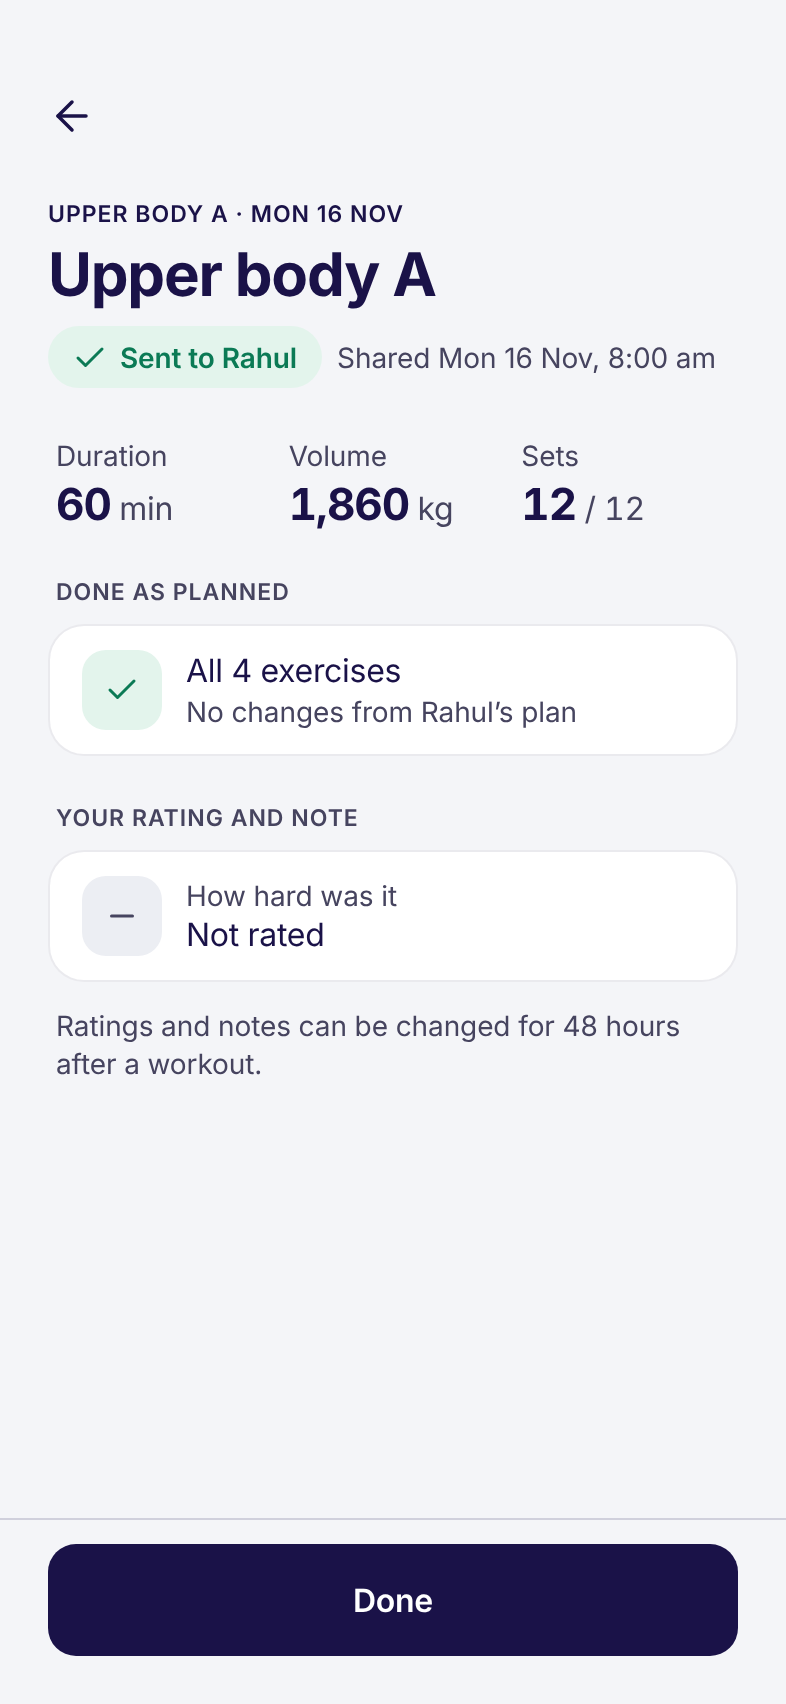 UPPER BODY A · MON 16 NOV
Upper body A
Sent to Rahul
Shared Mon 16 Nov, 8:00 am
Duration
Volume
Sets
60 min
1,860 kg
12 / 12
DONE AS PLANNED
All 4 exercises
No changes from Rahul’s plan
YOUR RATING AND NOTE
How hard was it
Not rated
Ratings and notes can be changed for 48 hours
after a workout.
Done